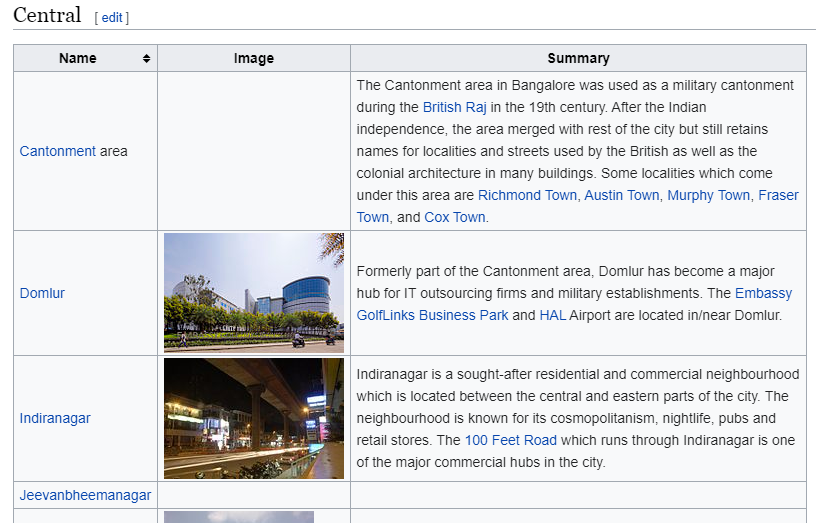 Central [ edit ]
Name Image Summary
Cantonment area
The Cantonment area in Bangalore was used as a military cantonment
during the British Raj in the 19th century. After the Indian
independence, the area merged with rest of the city but still retains
names for localities and streets used by the British as well as the
colonial architecture in many buildings. Some localities which come
under this area are Richmond Town, Austin Town, Murphy Town, Fraser
Town, and Cox Town.
Domlur
Formerly part of the Cantonment area, Domlur has become a major
hub for IT outsourcing firms and military establishments. The Embassy
GolfLinks Business Park and HAL Airport are located in/near Domlur.
Indiranagar
Indiranagar is a sought-after residential and commercial neighbourhood
which is located between the central and eastern parts of the city. The
neighbourhood is known for its cosmopolitanism, nightlife, pubs and
retail stores. The 100 Feet Road which runs through Indiranagar is one
of the major commercial hubs in the city.
Jeevanbheemanagar